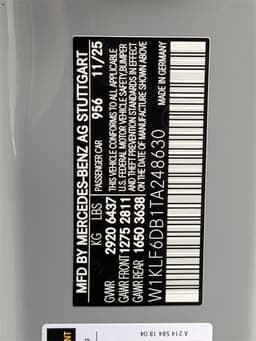 MFD BY MERCEDES-BENZ AG STUTTGART
PASSENGER CAR 956 11/25
KG LBS
GVWR 2920 6437
GAWR FRONT 1275 2811
GAWR REAR 1650 3638
THIS VEHICLE CONFORMS TO ALL APPLICABLE
U.S. FEDERAL MOTOR VEHICLE SAFETY, BUMPER
AND THEFT PREVENTION STANDARDS IN EFFECT
ON THE DATE OF MANUFACTURE SHOWN ABOVE
W1KLF6DB1TA248630 MADE IN GERMANY
A 214 584 18 04